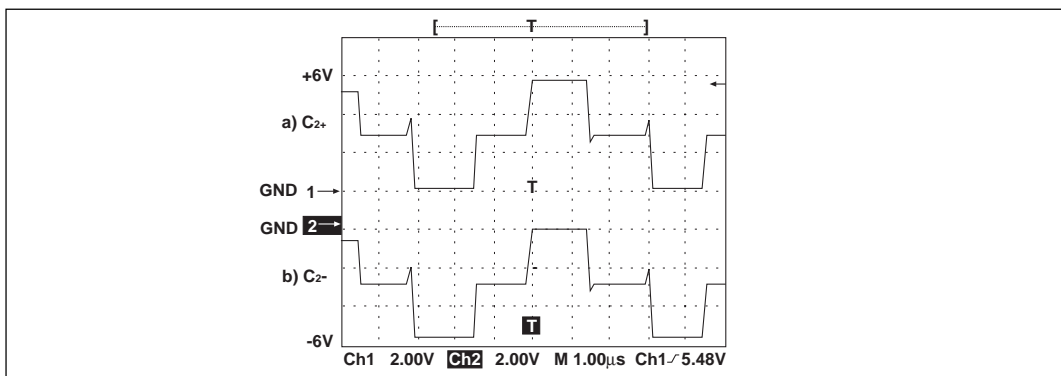 [ T ]
+6V
a) C2+
GND 1
T
GND 2
b) C2-
T
-6V
Ch1 2.00V Ch2 2.00V M 1.00µs Ch1 5.48V